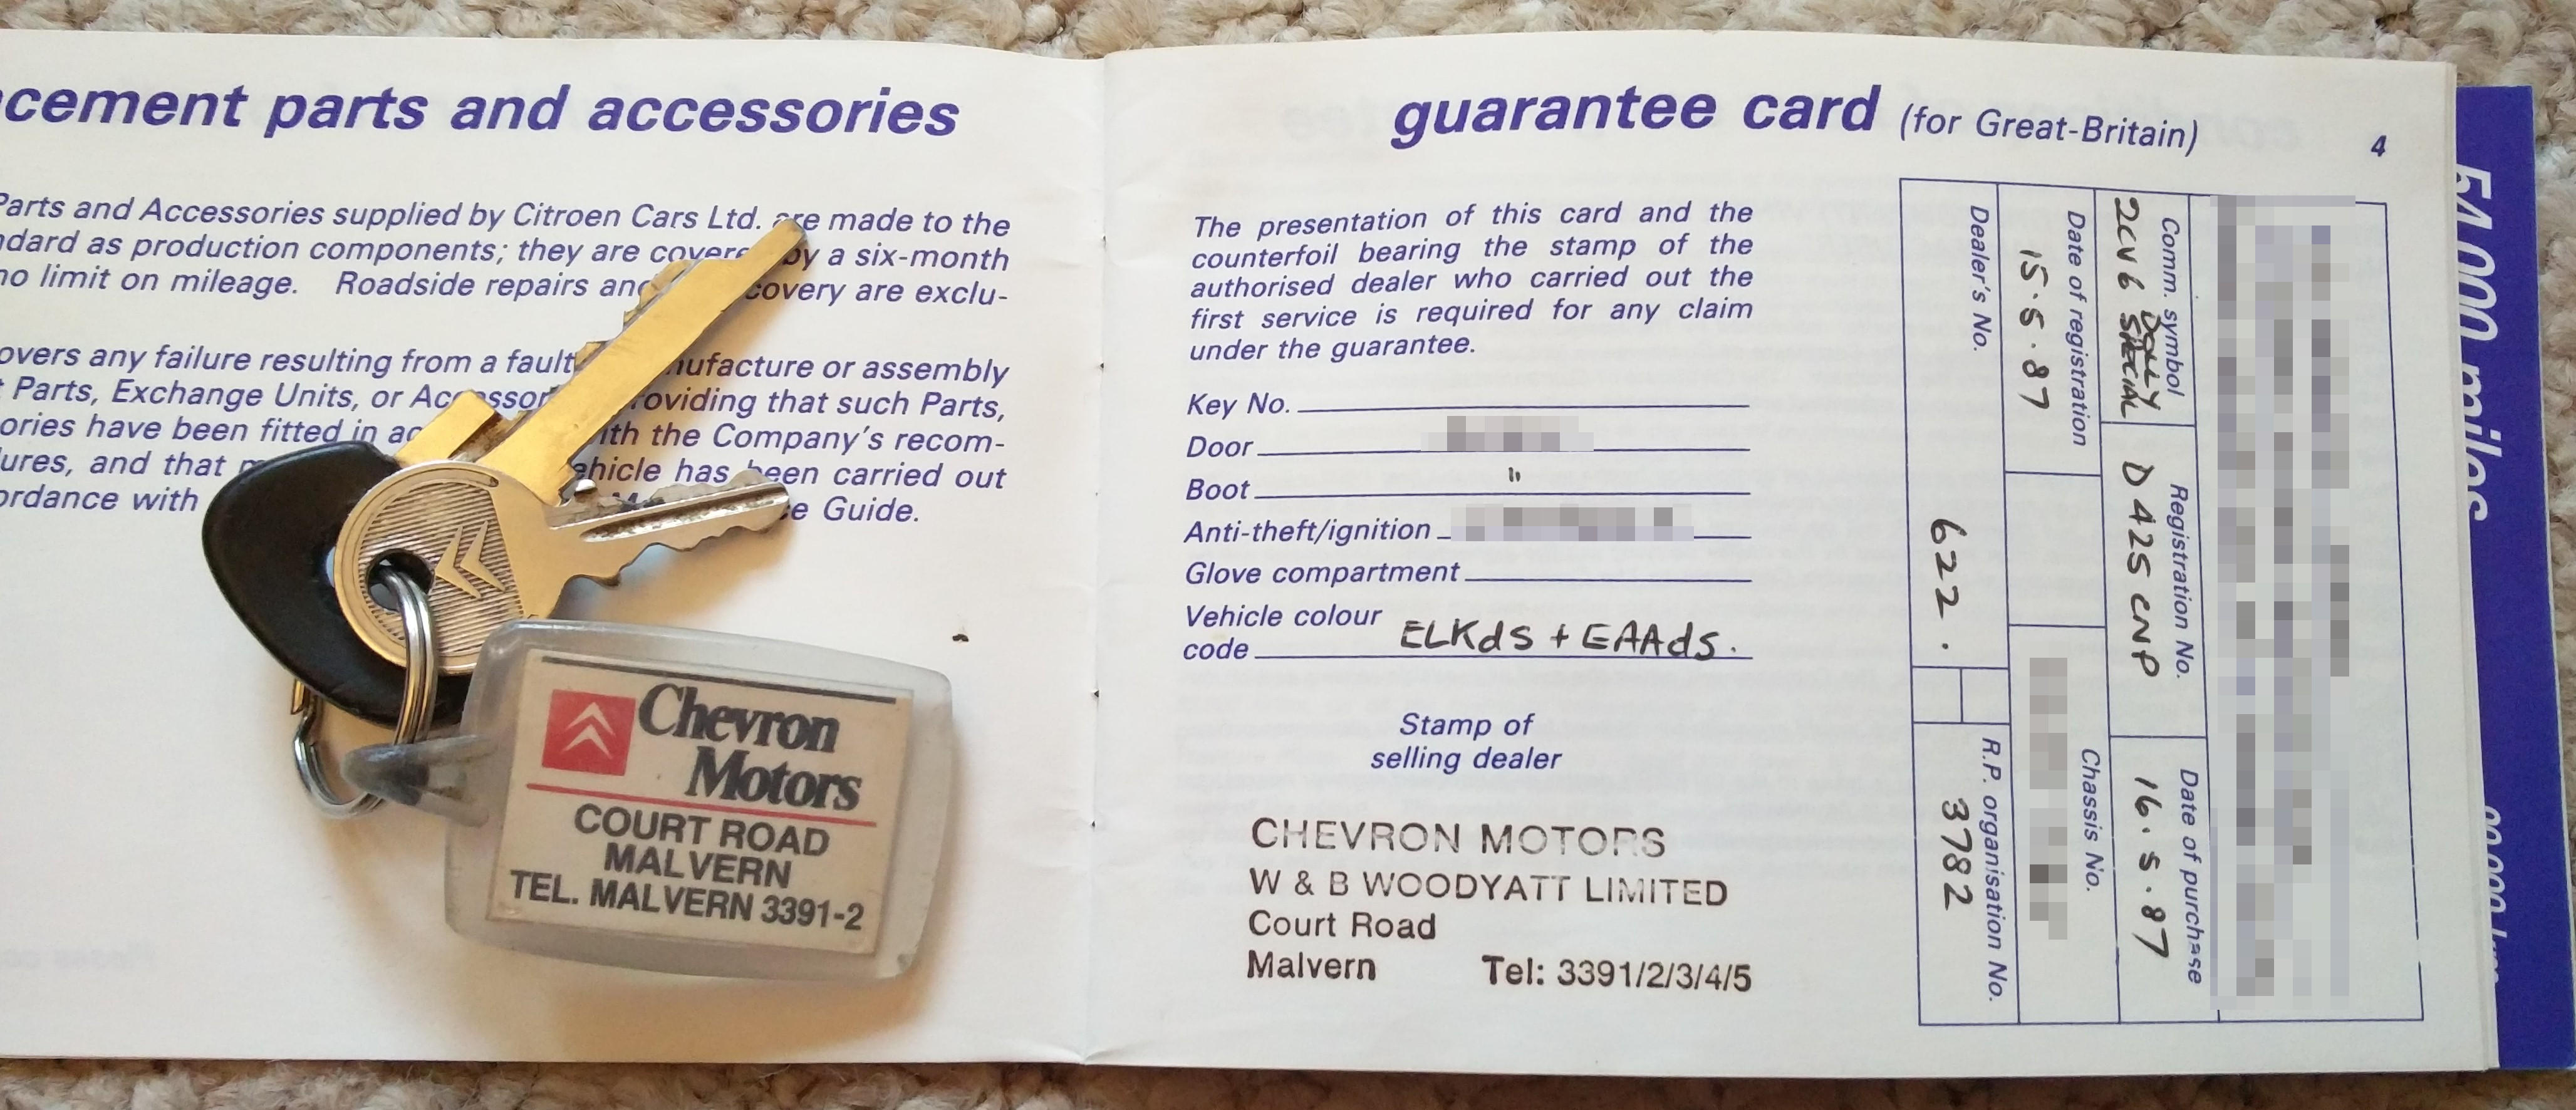 cement parts and accessories
Parts and Accessories supplied by Citroen Cars Ltd. are made to the
dard as production components; they are covered by a six-month
no limit on mileage. Roadside repairs and covery are exclu-
overs any failure resulting from a fault nufacture or assembly
Parts, Exchange Units, or Accessor roviding that such Parts,
ories have been fitted in ac ith the Company's recom-
ures, and that ehicle has been carried out
ordance with ce Guide.
Chevron
Motors
COURT ROAD
MALVERN
TEL. MALVERN 3391-2
guarantee card (for Great-Britain)
4
The presentation of this card and the
counterfoil bearing the stamp of the
authorised dealer who carried out the
first service is required for any claim
under the guarantee.
Key No.
Door
Boot "
Anti-theft/ignition
Glove compartment
Vehicle colour
code ELKdS + EAAdS.
Stamp of
selling dealer
CHEVRON MOTORS
W & B WOODYATT LIMITED
Court Road
Malvern Tel: 3391/2/3/4/5
Comm. symbol
2CV6 DOLLY
SPECIAL
Registration No.
D425 CNP
Date of purchase
16.5.87
Date of registration
15.5.87
Chassis No.
Dealer's No.
622.
R.P. organisation No.
3782
54 000 miles